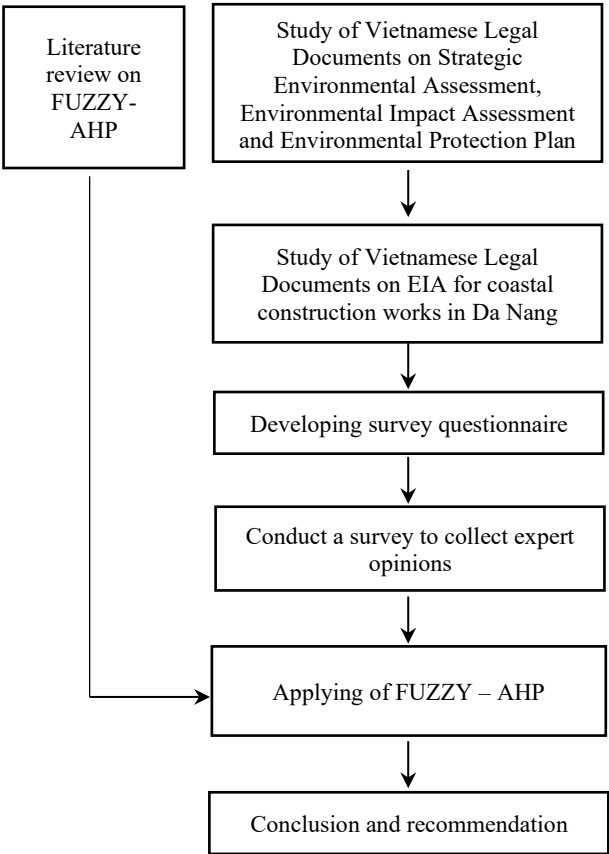 Literature
review on
FUZZY-
AHP
Study of Vietnamese Legal
Documents on Strategic
Environmental Assessment,
Environmental Impact Assessment
and Environmental Protection Plan
Study of Vietnamese Legal
Documents on EIA for coastal
construction works in Da Nang
Developing survey questionnaire
Conduct a survey to collect expert
opinions
Applying of FUZZY – AHP
Conclusion and recommendation